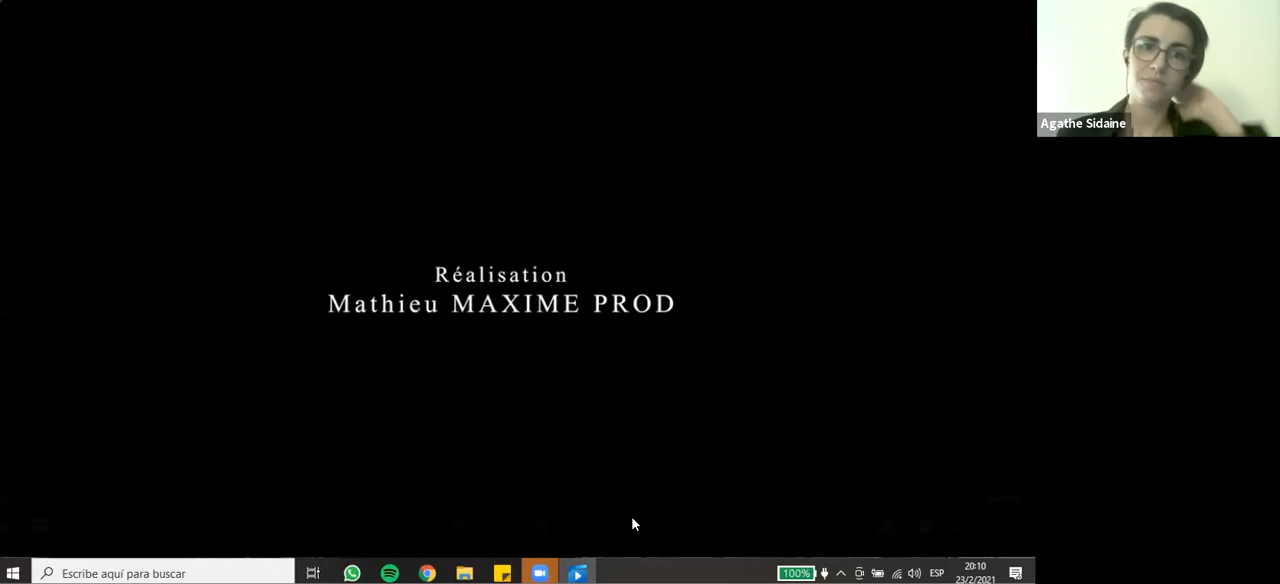 Agathe Sidaine
Réalisation
Mathieu MAXIME PROD
Escribe aquí para buscar
100%
ESP
20:10
23/2/2021